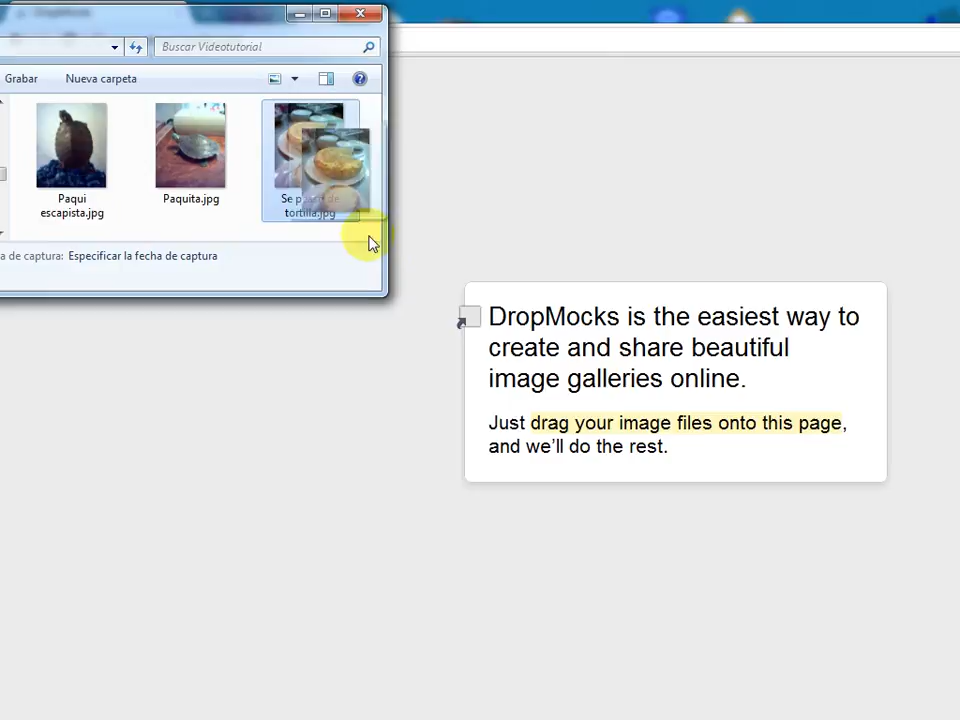 Buscar Videotutorial
Grabar
Nueva carpeta
Paqui
escapista.jpg
Paquita.jpg
tortilla.jpg
a de captura: Especificar la fecha de captura
DropMocks is the easiest way to
create and share beautiful
image galleries online.
Just drag your image files onto this page,
and we'll do the rest.